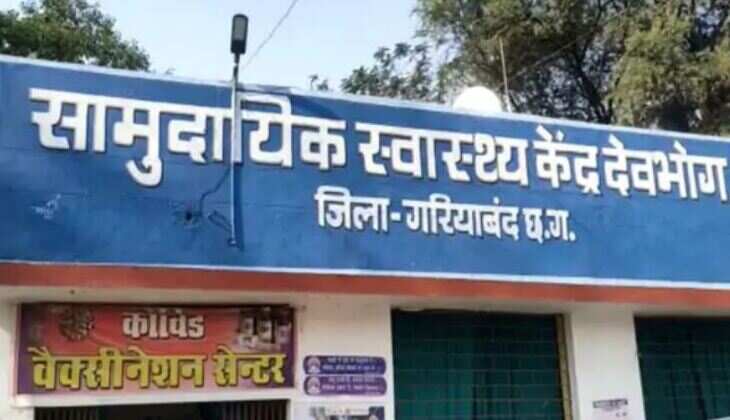 सामुदायिक स्वास्थ्य केंद्र देवभोग
जिला-गरियाबंद छ.ग.
कोविड
वैक्सीनेशन सेन्टर